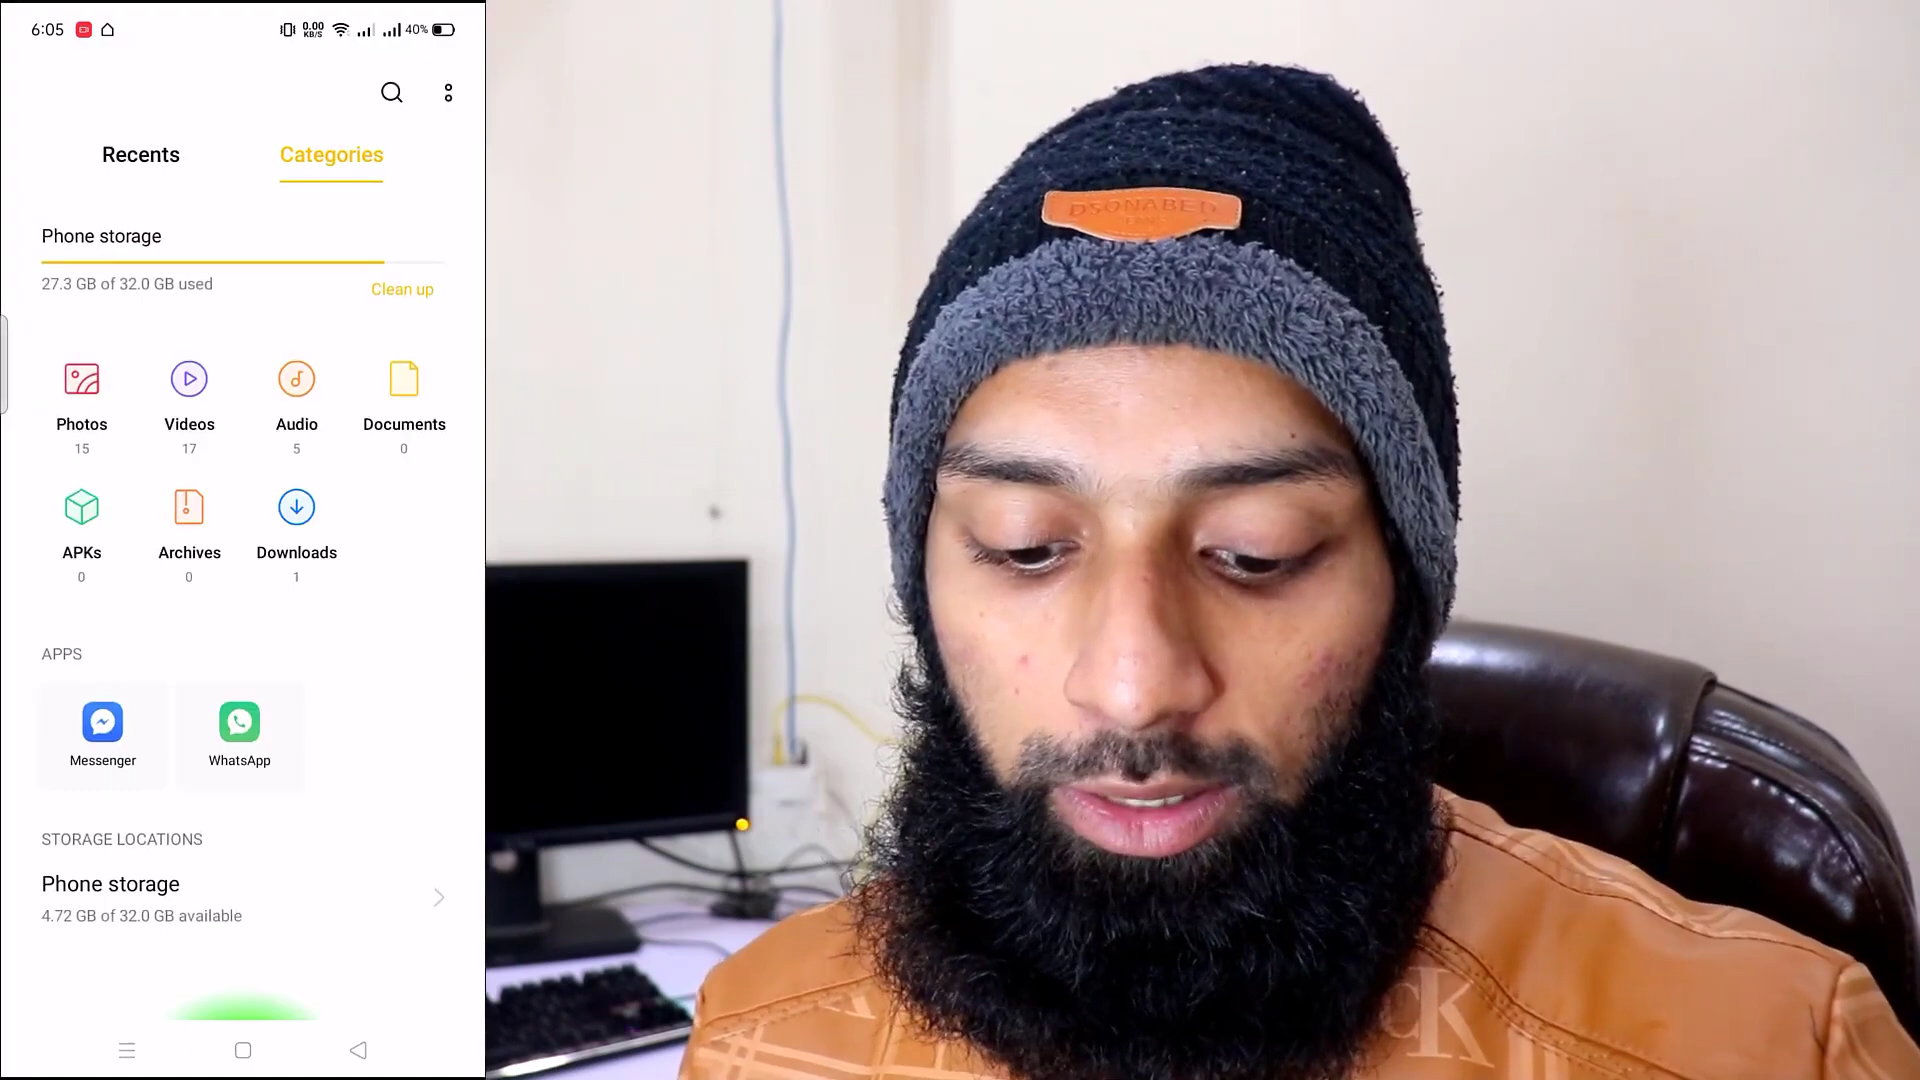 6:05
0.00
KB/S
40%
Recents
Categories
Phone storage
27.3 GB of 32.0 GB used
Clean up
Photos
Videos
Audio
Documents
15
17
5
0
APKs
Archives
Downloads
0
0
1
APPS
Messenger
WhatsApp
STORAGE LOCATIONS
Phone storage
4.72 GB of 32.0 GB available
DSONABED
CK